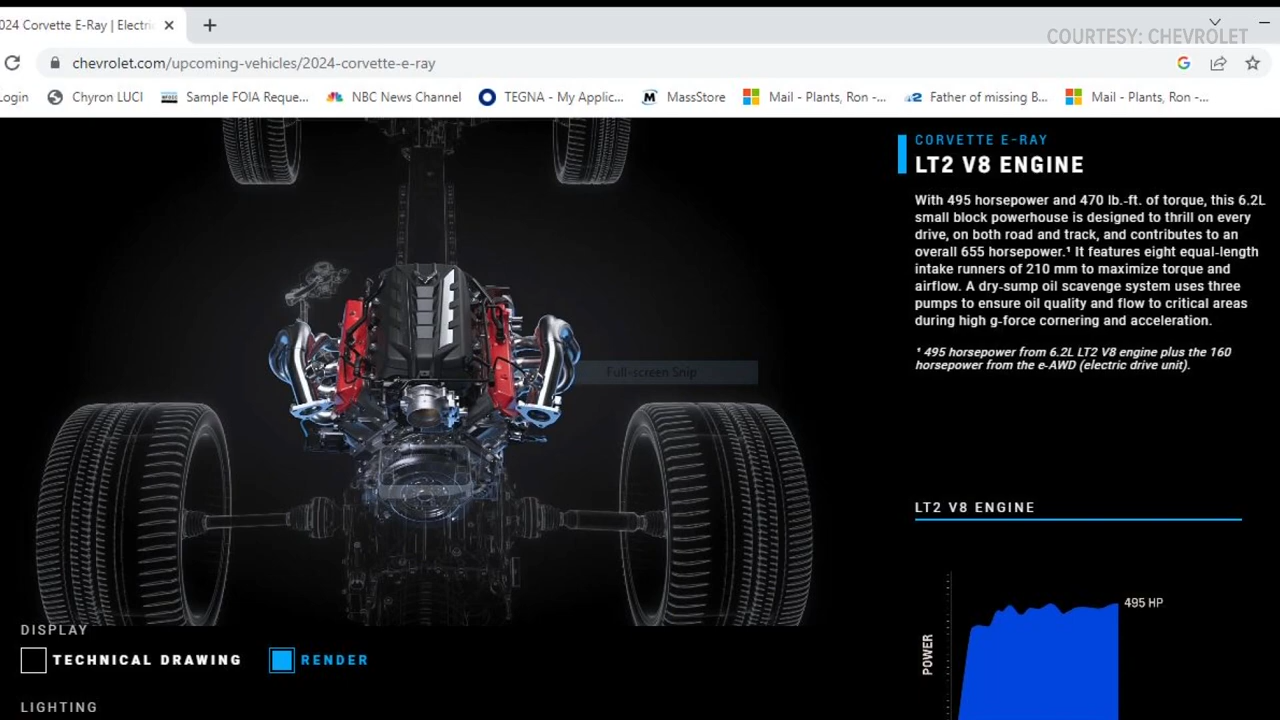 024 Corvette E-Ray | Electri
COURTESY: CHEVROLET
chevrolet.com/upcoming-vehicles/2024-corvette-e-ray
Login
Chyron LUCI
Sample FOIA Reque...
NBC News Channel
TEGNA - My Applic...
MassStore
Mail - Plants, Ron -...
Father of missing B...
Mail - Plants, Ron -...
CORVETTE E-RAY
LT2 V8 ENGINE
With 495 horsepower and 470 lb.-ft. of torque, this 6.2L
small block powerhouse is designed to thrill on every
drive, on both road and track, and contributes to an
overall 655 horsepower.¹ It features eight equal-length
intake runners of 210 mm to maximize torque and
airflow. A dry-sump oil scavenge system uses three
pumps to ensure oil quality and flow to critical areas
during high g-force cornering and acceleration.
¹ 495 horsepower from 6.2L LT2 V8 engine plus the 160
horsepower from the e-AWD (electric drive unit).
Full-screen Snip
LT2 V8 ENGINE
495 HP
POWER
DISPLAY
TECHNICAL DRAWING
RENDER
LIGHTING